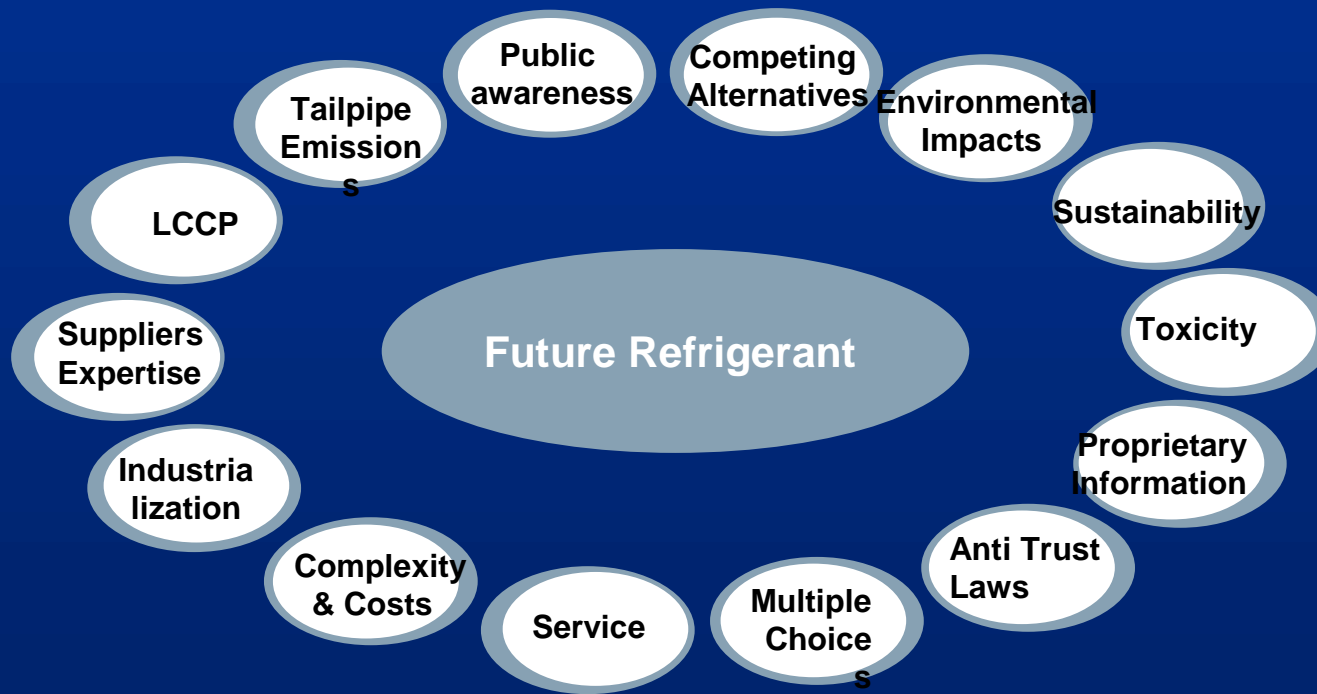 Public
awareness
Competing
Alternatives
Tailpipe
Emission
s
Environmental
Impacts
LCCP
Sustainability
Suppliers
Expertise
Future Refrigerant
Toxicity
Industria
lization
Proprietary
Information
Complexity
& Costs
Service
Multiple
Choice
s
Anti Trust
Laws